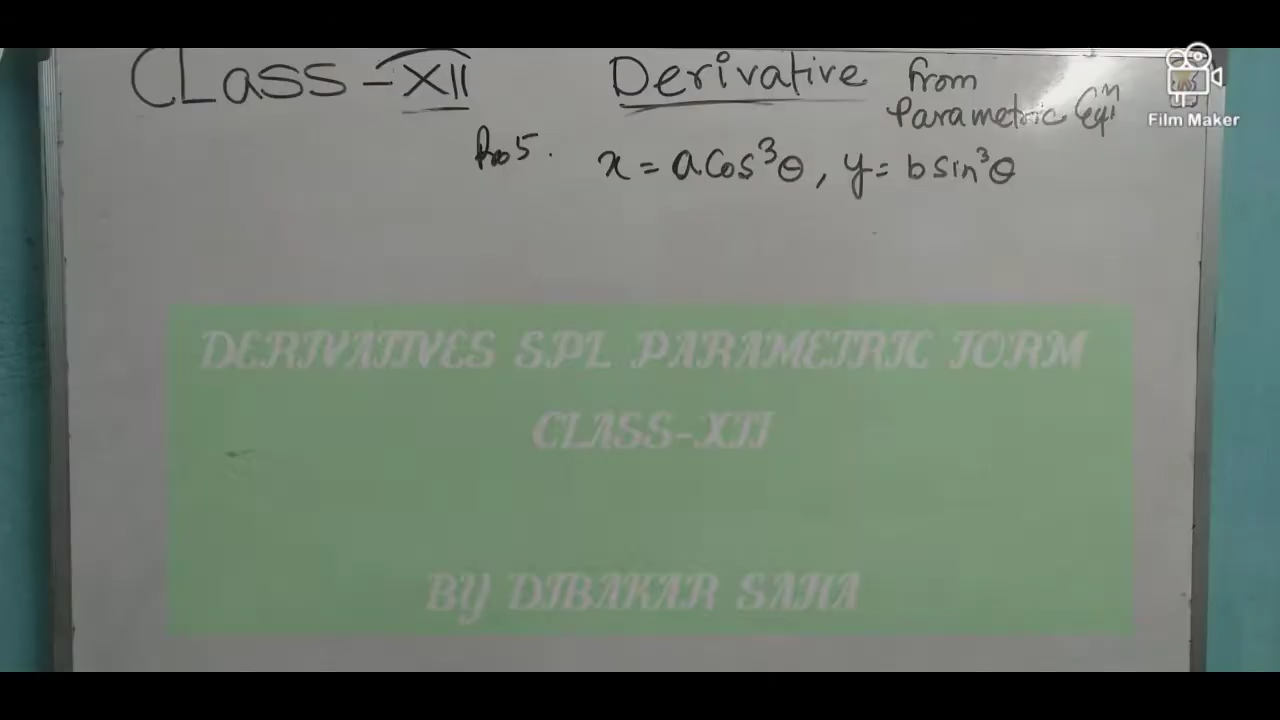 CLass - XII
Derivative from
Parametric Eqn
Film Maker
Pro 5. x = a cos³θ, y = b sin³θ
DERIVATIVES SPL PARAMETRIC FORM
CLASS-XII
BY DIBAKAR SAHA